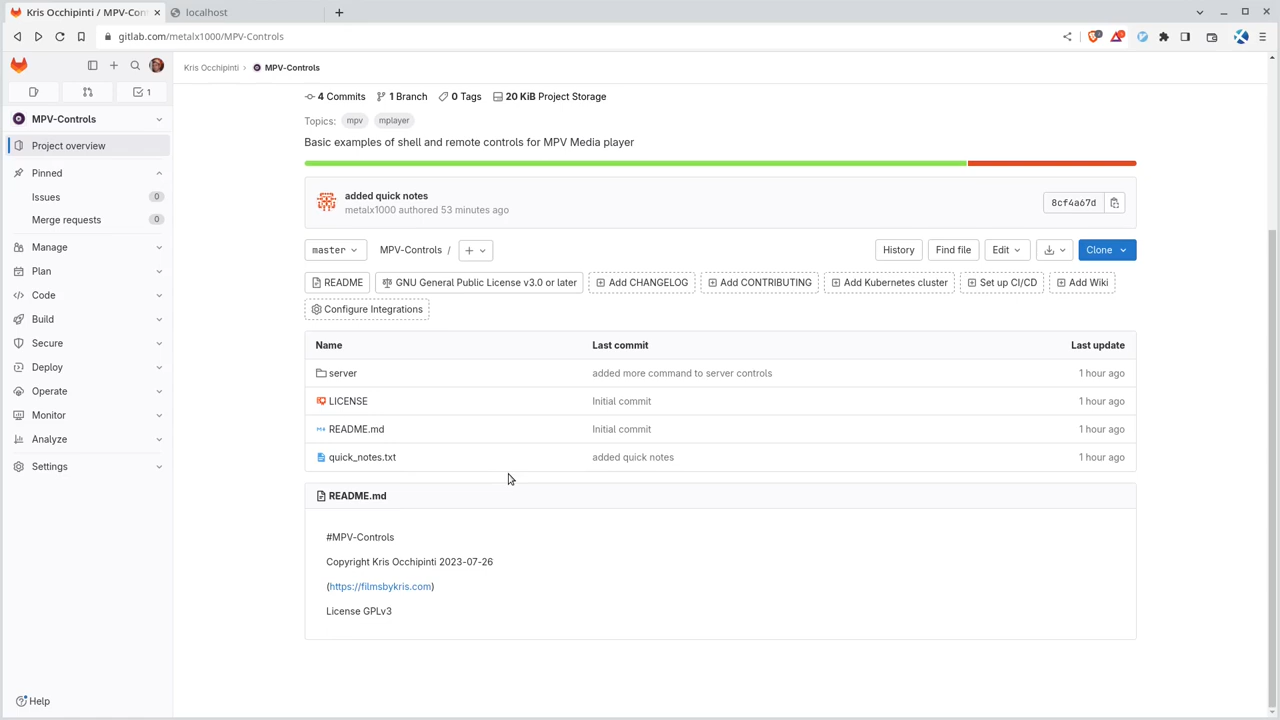 Kris Occhipinti / MPV-Con
localhost
gitlab.com/metalx1000/MPV-Controls
1
MPV-Controls
Project overview
Pinned
Issues 0
Merge requests 0
Manage
Plan
Code
Build
Secure
Deploy
Operate
Monitor
Analyze
Settings
Help
Kris Occhipinti › MPV-Controls
4 Commits 1 Branch 0 Tags 20 KiB Project Storage
Topics: mpv mplayer
Basic examples of shell and remote controls for MPV Media player
added quick notes
metalx1000 authored 53 minutes ago
8cf4a67d
master MPV-Controls / + History Find file Edit Clone
README GNU General Public License v3.0 or later Add CHANGELOG Add CONTRIBUTING Add Kubernetes cluster Set up CI/CD Add Wiki
Configure Integrations
Name Last commit Last update
server added more command to server controls 1 hour ago
LICENSE Initial commit 1 hour ago
README.md Initial commit 1 hour ago
quick_notes.txt added quick notes 1 hour ago
README.md
#MPV-Controls
Copyright Kris Occhipinti 2023-07-26
(https://filmsbykris.com)
License GPLv3